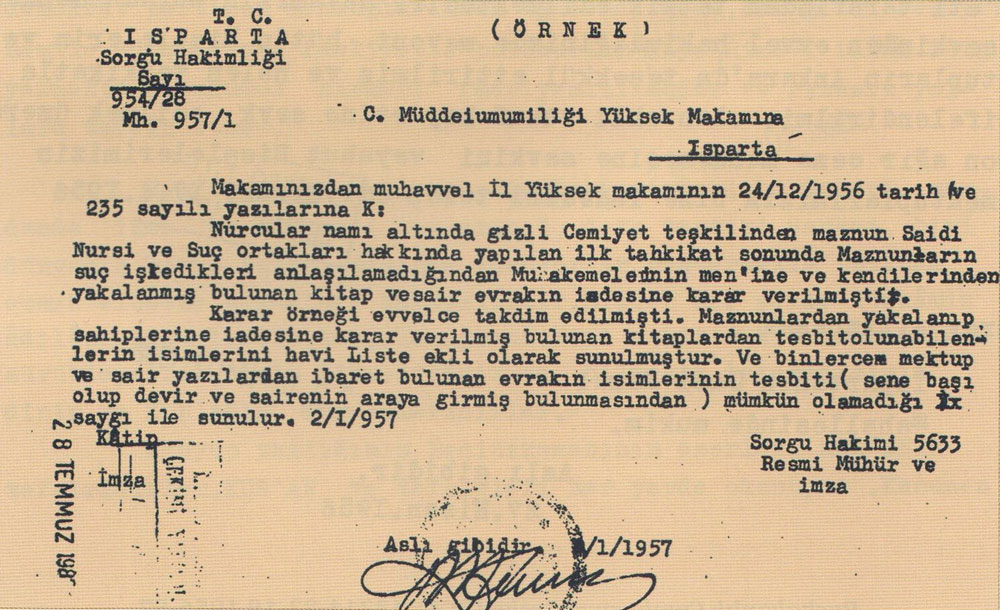 T. C.
ISPARTA
Sorgu Hakimliği
Sayı
954/28
Mh. 957/1
(ÖRNEK)
C. Müddeiumumiliği Yüksek Makamına
Isparta
Makamınızdan muhavvel İl Yüksek makamının 24/12/1956 tarih ve
235 sayılı yazılarına K:
Nurcular namı altında gizli Cemiyet teşkilinden maznun Saidi
Nursi ve Suç ortakları hakkında yapılan ilk tahkikat sonunda Maznunların
suç işkedikleri anlaşılamadığından Muhakemelerinin men'ine ve kendilerinden
yakalanmış bulunan kitap vesair evrakın iadesine karar verilmiştir.
Karar örneği evvelce takdim edilmişti. Maznunlardan yakalanıp
sahiplerine iadesine karar verilmiş bulunan kitaplardan tesbitolunabilen-
lerin isimlerini havi Liste ekli olarak sunulmuştur. Ve binlercem mektup
ve sair yazılardan ibaret bulunan evrakın isimlerinin tesbiti( sene başı
olup devir ve sairenin araya girmiş bulunmasından ) mümkün olamadığı
saygı ile sunulur. 2/I/1957
Kâtip
İmza
Sorgu Hakimi 5633
Resmi Mühür ve
imza
28 TEMMUZ 198
Aslı gibidir. /1/1957